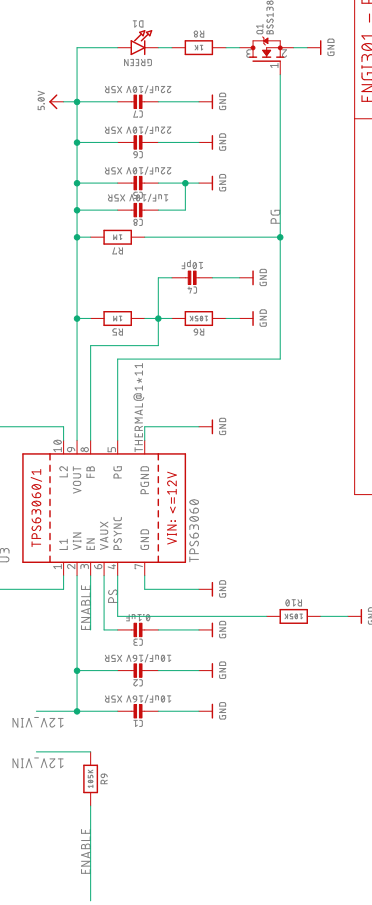 D1
GREEN
R8
1K
Q1
BSS138
3
2
1
GND
ENGI301 -
5.0V
22uF/10V X5R
C7
GND
22uF/10V X5R
C6
GND
22uF/10V X5R
GND
1uF/10V X5R
C8
PG
R7
1M
10pF
C4
GND
R5
1M
R6
105K
GND
THERMAL@1*11
GND
10
9
8
5
L2
VOUT
FB
PG
PGND
TPS63060/1
VIN: <=12V
TPS63060
U3
L1
VIN
EN
VAUX
PSYNC
GND
1
2
3
6
4
7
ENABLE
PS
GND
R10
105K
GND
0.1uF
C3
GND
10uF/16V X5R
C2
GND
10uF/16V X5R
C1
GND
12V_VIN
12V_VIN
R9
105K
ENABLE